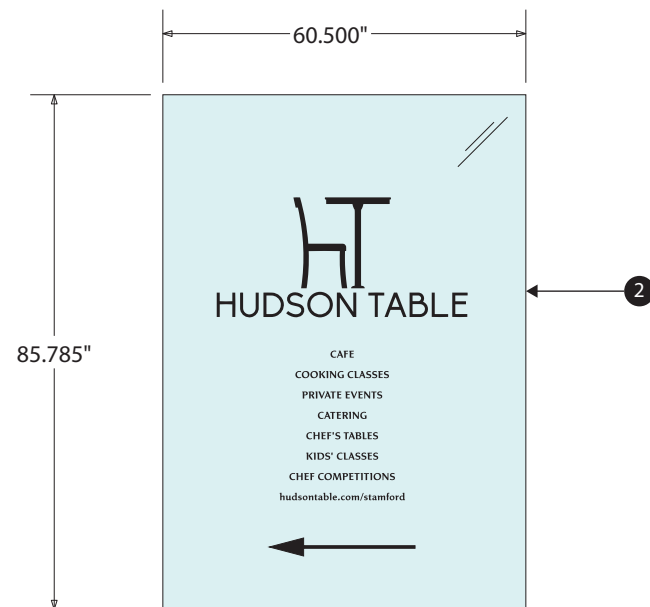 60.500"
HUDSON TABLE
2
85.785"
CAFE
COOKING CLASSES
PRIVATE EVENTS
CATERING
CHEF'S TABLES
KIDS' CLASSES
CHEF COMPETITIONS
hudsontable.com/stamford